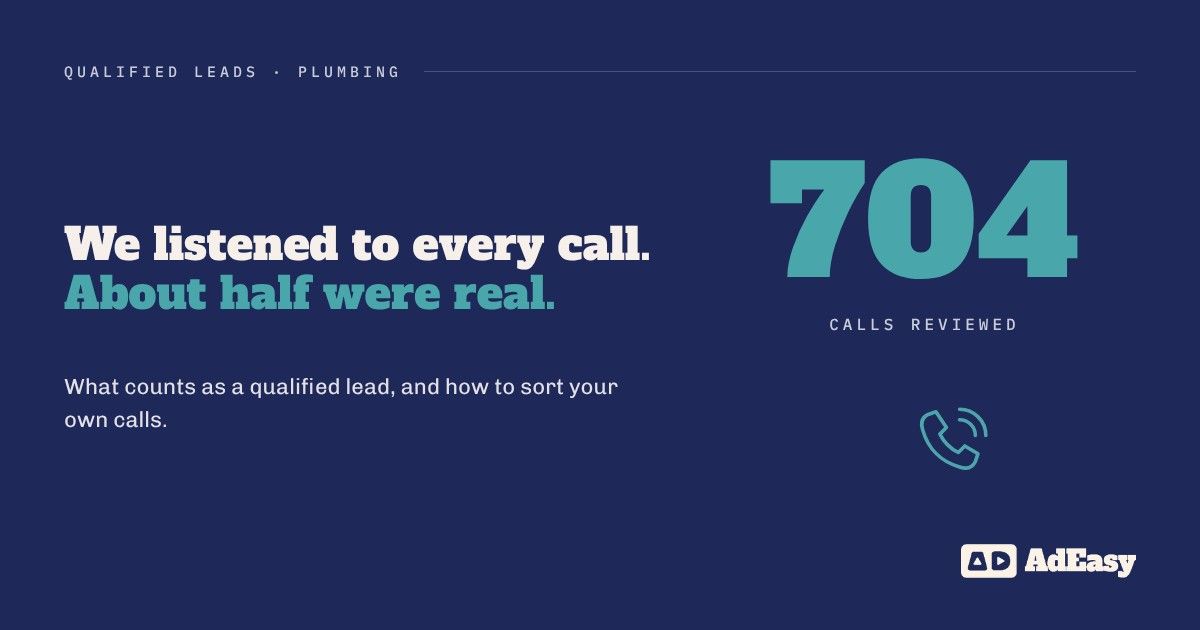 QUALIFIED LEADS · PLUMBING
We listened to every call.
About half were real.
What counts as a qualified lead, and how to sort your
own calls.
704
CALLS REVIEWED
AD AdEasy